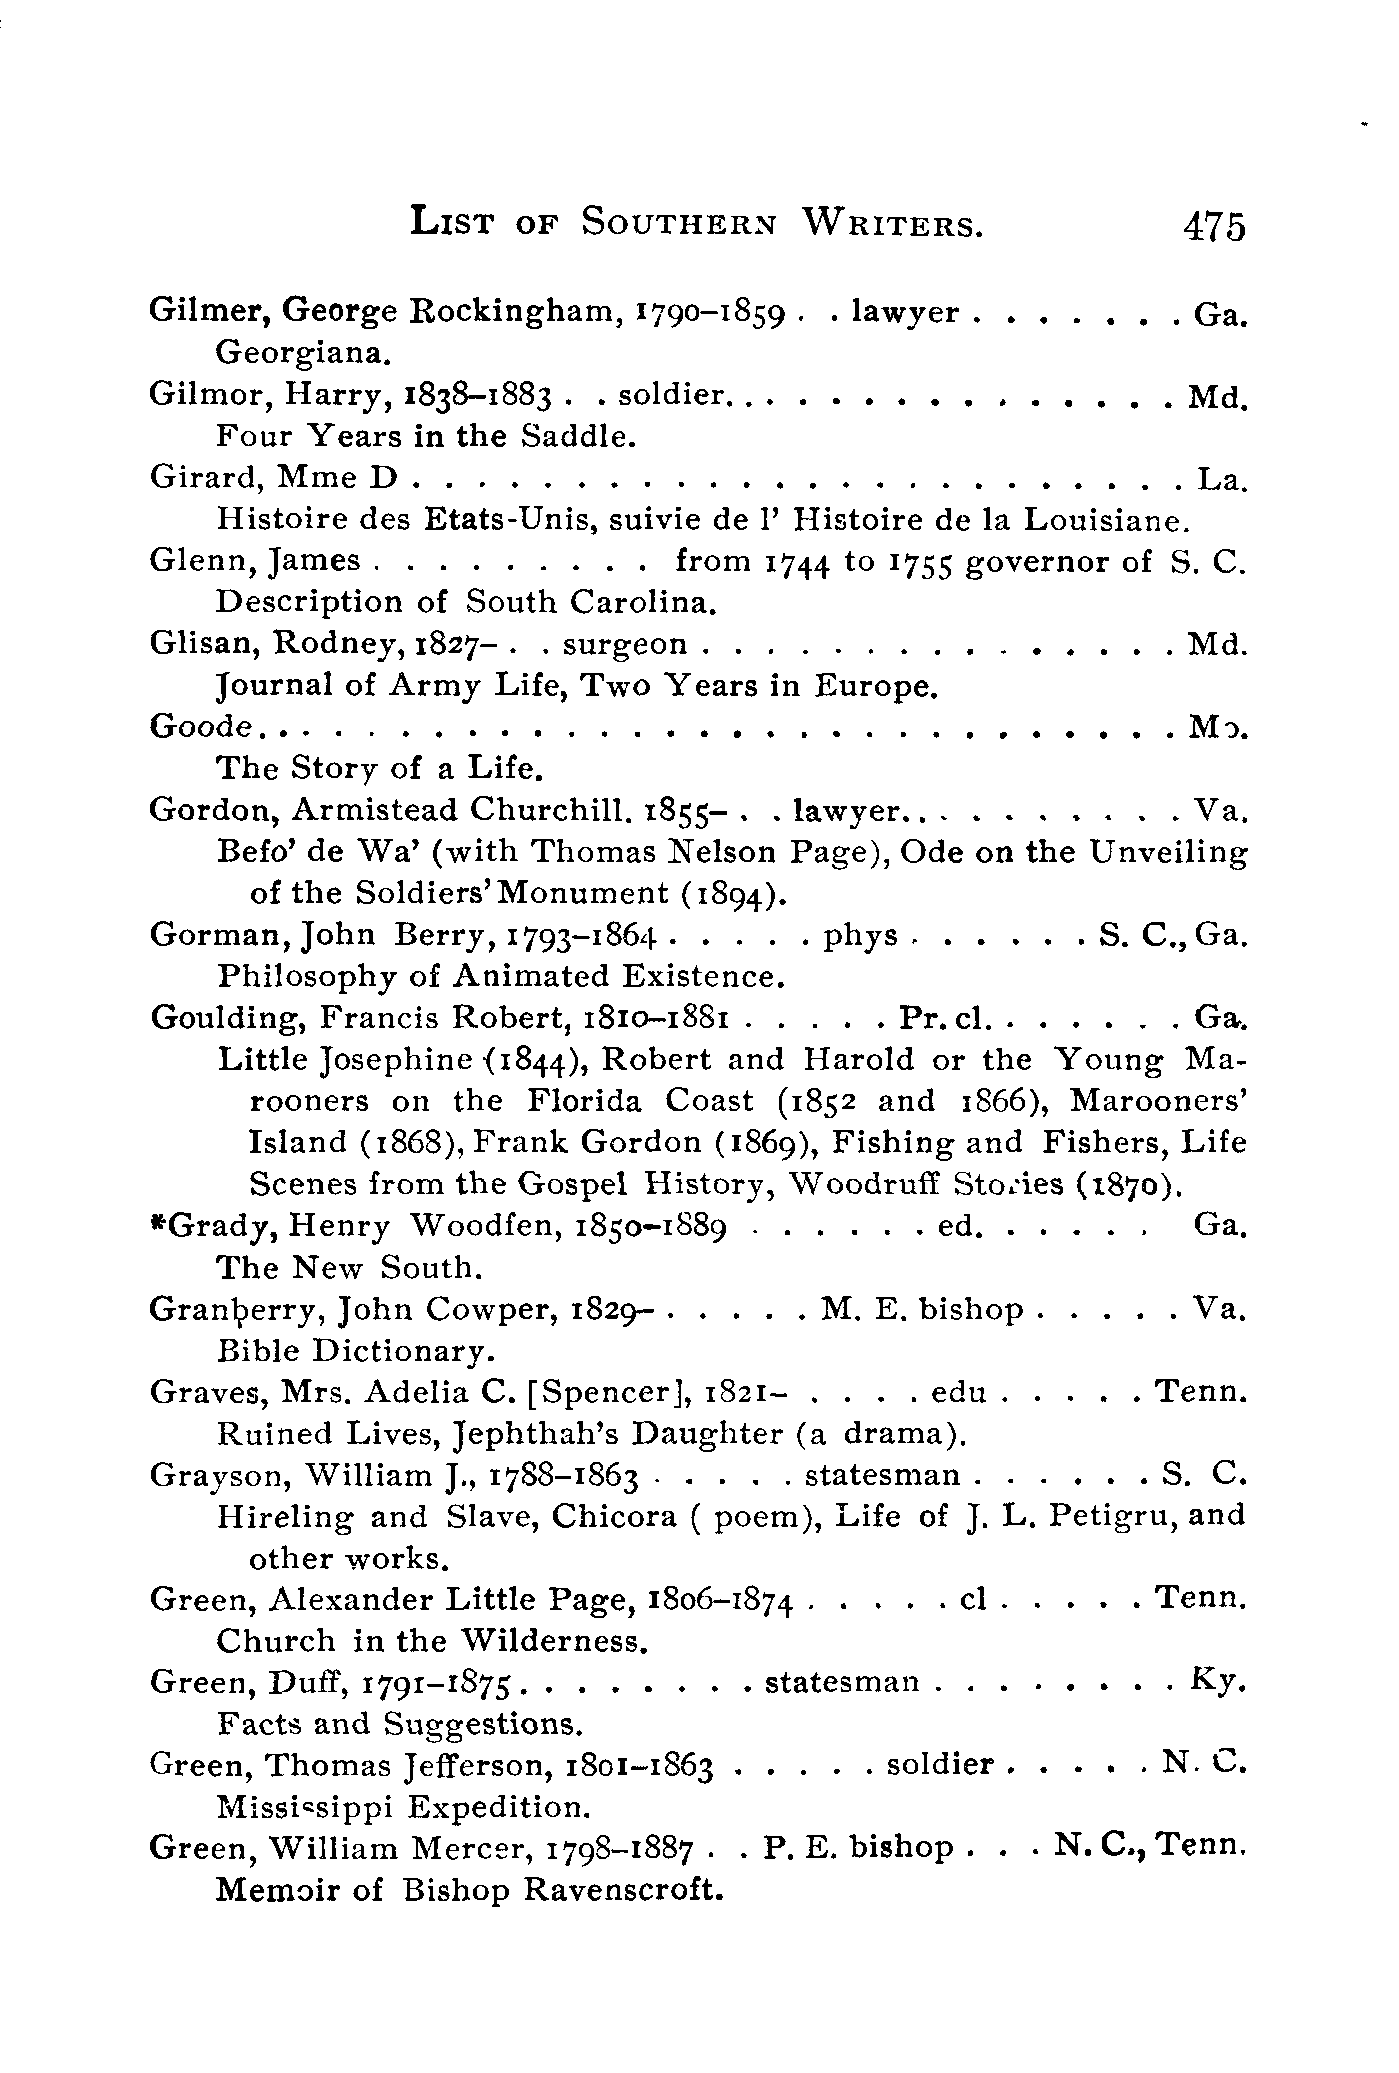 LIST OF SOUTHERN WRITERS. 475
Gilmer, George Rockingham, 1790–1859 . . lawyer . . . . . . . Ga.
Georgiana.
Gilmor, Harry, 1838–1883 . . soldier. . . . . . . . . . . . . . . Md.
Four Years in the Saddle.
Girard, Mme D . . . . . . . . . . . . . . . . . . . . . . . . La.
Histoire des Etats-Unis, suivie de l' Histoire de la Louisiane.
Glenn, James . . . . . . . . . from 1744 to 1755 governor of S. C.
Description of South Carolina.
Glisan, Rodney, 1827– . . surgeon . . . . . . . . . . . . . . . Md.
Journal of Army Life, Two Years in Europe.
Goode. . . . . . . . . . . . . . . . . . . . . . . . . . . . . Mo.
The Story of a Life.
Gordon, Armistead Churchill. 1855– . . lawyer. . . . . . . . . . . Va.
Befo' de Wa' (with Thomas Nelson Page), Ode on the Unveiling
of the Soldiers' Monument (1894).
Gorman, John Berry, 1793–1864 . . . . . phys . . . . . . S. C., Ga.
Philosophy of Animated Existence.
Goulding, Francis Robert, 1810–1881 . . . . . Pr. cl. . . . . . . Ga.
Little Josephine (1844), Robert and Harold or the Young Ma-
rooners on the Florida Coast (1852 and 1866), Marooners'
Island (1868), Frank Gordon (1869), Fishing and Fishers, Life
Scenes from the Gospel History, Woodruff Stories (1870).
*Grady, Henry Woodfen, 1850–1889 . . . . . . ed. . . . . . Ga.
The New South.
Granberry, John Cowper, 1829– . . . . . M. E. bishop . . . . . Va.
Bible Dictionary.
Graves, Mrs. Adelia C. [Spencer], 1821– . . . . edu . . . . . Tenn.
Ruined Lives, Jephthah's Daughter (a drama).
Grayson, William J., 1788–1863 . . . . . statesman . . . . . . S. C.
Hireling and Slave, Chicora ( poem), Life of J. L. Petigru, and
other works.
Green, Alexander Little Page, 1806–1874 . . . . . cl . . . . . Tenn.
Church in the Wilderness.
Green, Duff, 1791–1875 . . . . . . . . statesman . . . . . . . . Ky.
Facts and Suggestions.
Green, Thomas Jefferson, 1801–1863 . . . . . soldier . . . . . N. C.
Mississippi Expedition.
Green, William Mercer, 1798–1887 . . P. E. bishop . . . N. C., Tenn.
Memoir of Bishop Ravenscroft.